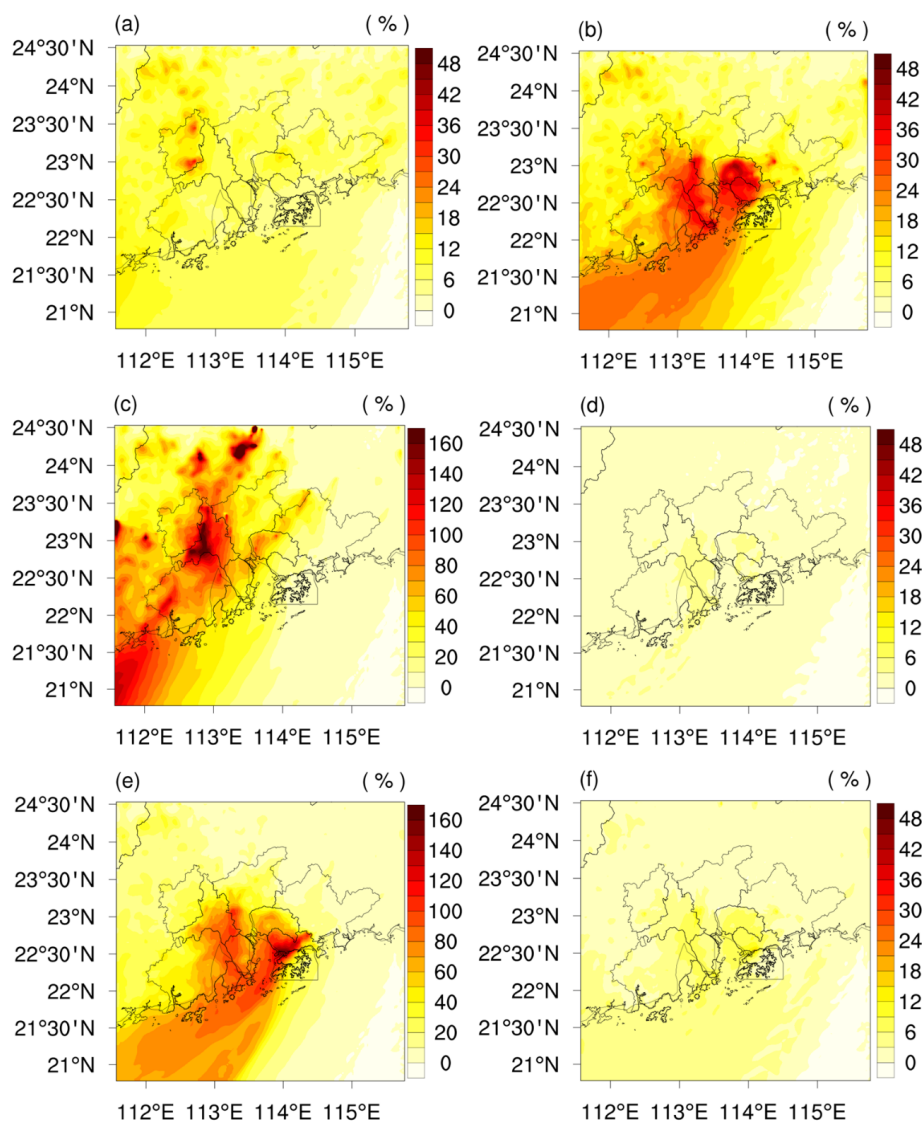 (a) ( % )
24°30'N
24°N
23°30'N
23°N
22°30'N
22°N
21°30'N
21°N
112°E 113°E 114°E 115°E
48
42
36
30
24
18
12
6
0
(b) ( % )
24°30'N
24°N
23°30'N
23°N
22°30'N
22°N
21°30'N
21°N
112°E 113°E 114°E 115°E
48
42
36
30
24
18
12
6
0
(c) ( % )
24°30'N
24°N
23°30'N
23°N
22°30'N
22°N
21°30'N
21°N
112°E 113°E 114°E 115°E
160
140
120
100
80
60
40
20
0
(d) ( % )
24°30'N
24°N
23°30'N
23°N
22°30'N
22°N
21°30'N
21°N
112°E 113°E 114°E 115°E
48
42
36
30
24
18
12
6
0
(e) ( % )
24°30'N
24°N
23°30'N
23°N
22°30'N
22°N
21°30'N
21°N
112°E 113°E 114°E 115°E
160
140
120
100
80
60
40
20
0
(f) ( % )
24°30'N
24°N
23°30'N
23°N
22°30'N
22°N
21°30'N
21°N
112°E 113°E 114°E 115°E
48
42
36
30
24
18
12
6
0